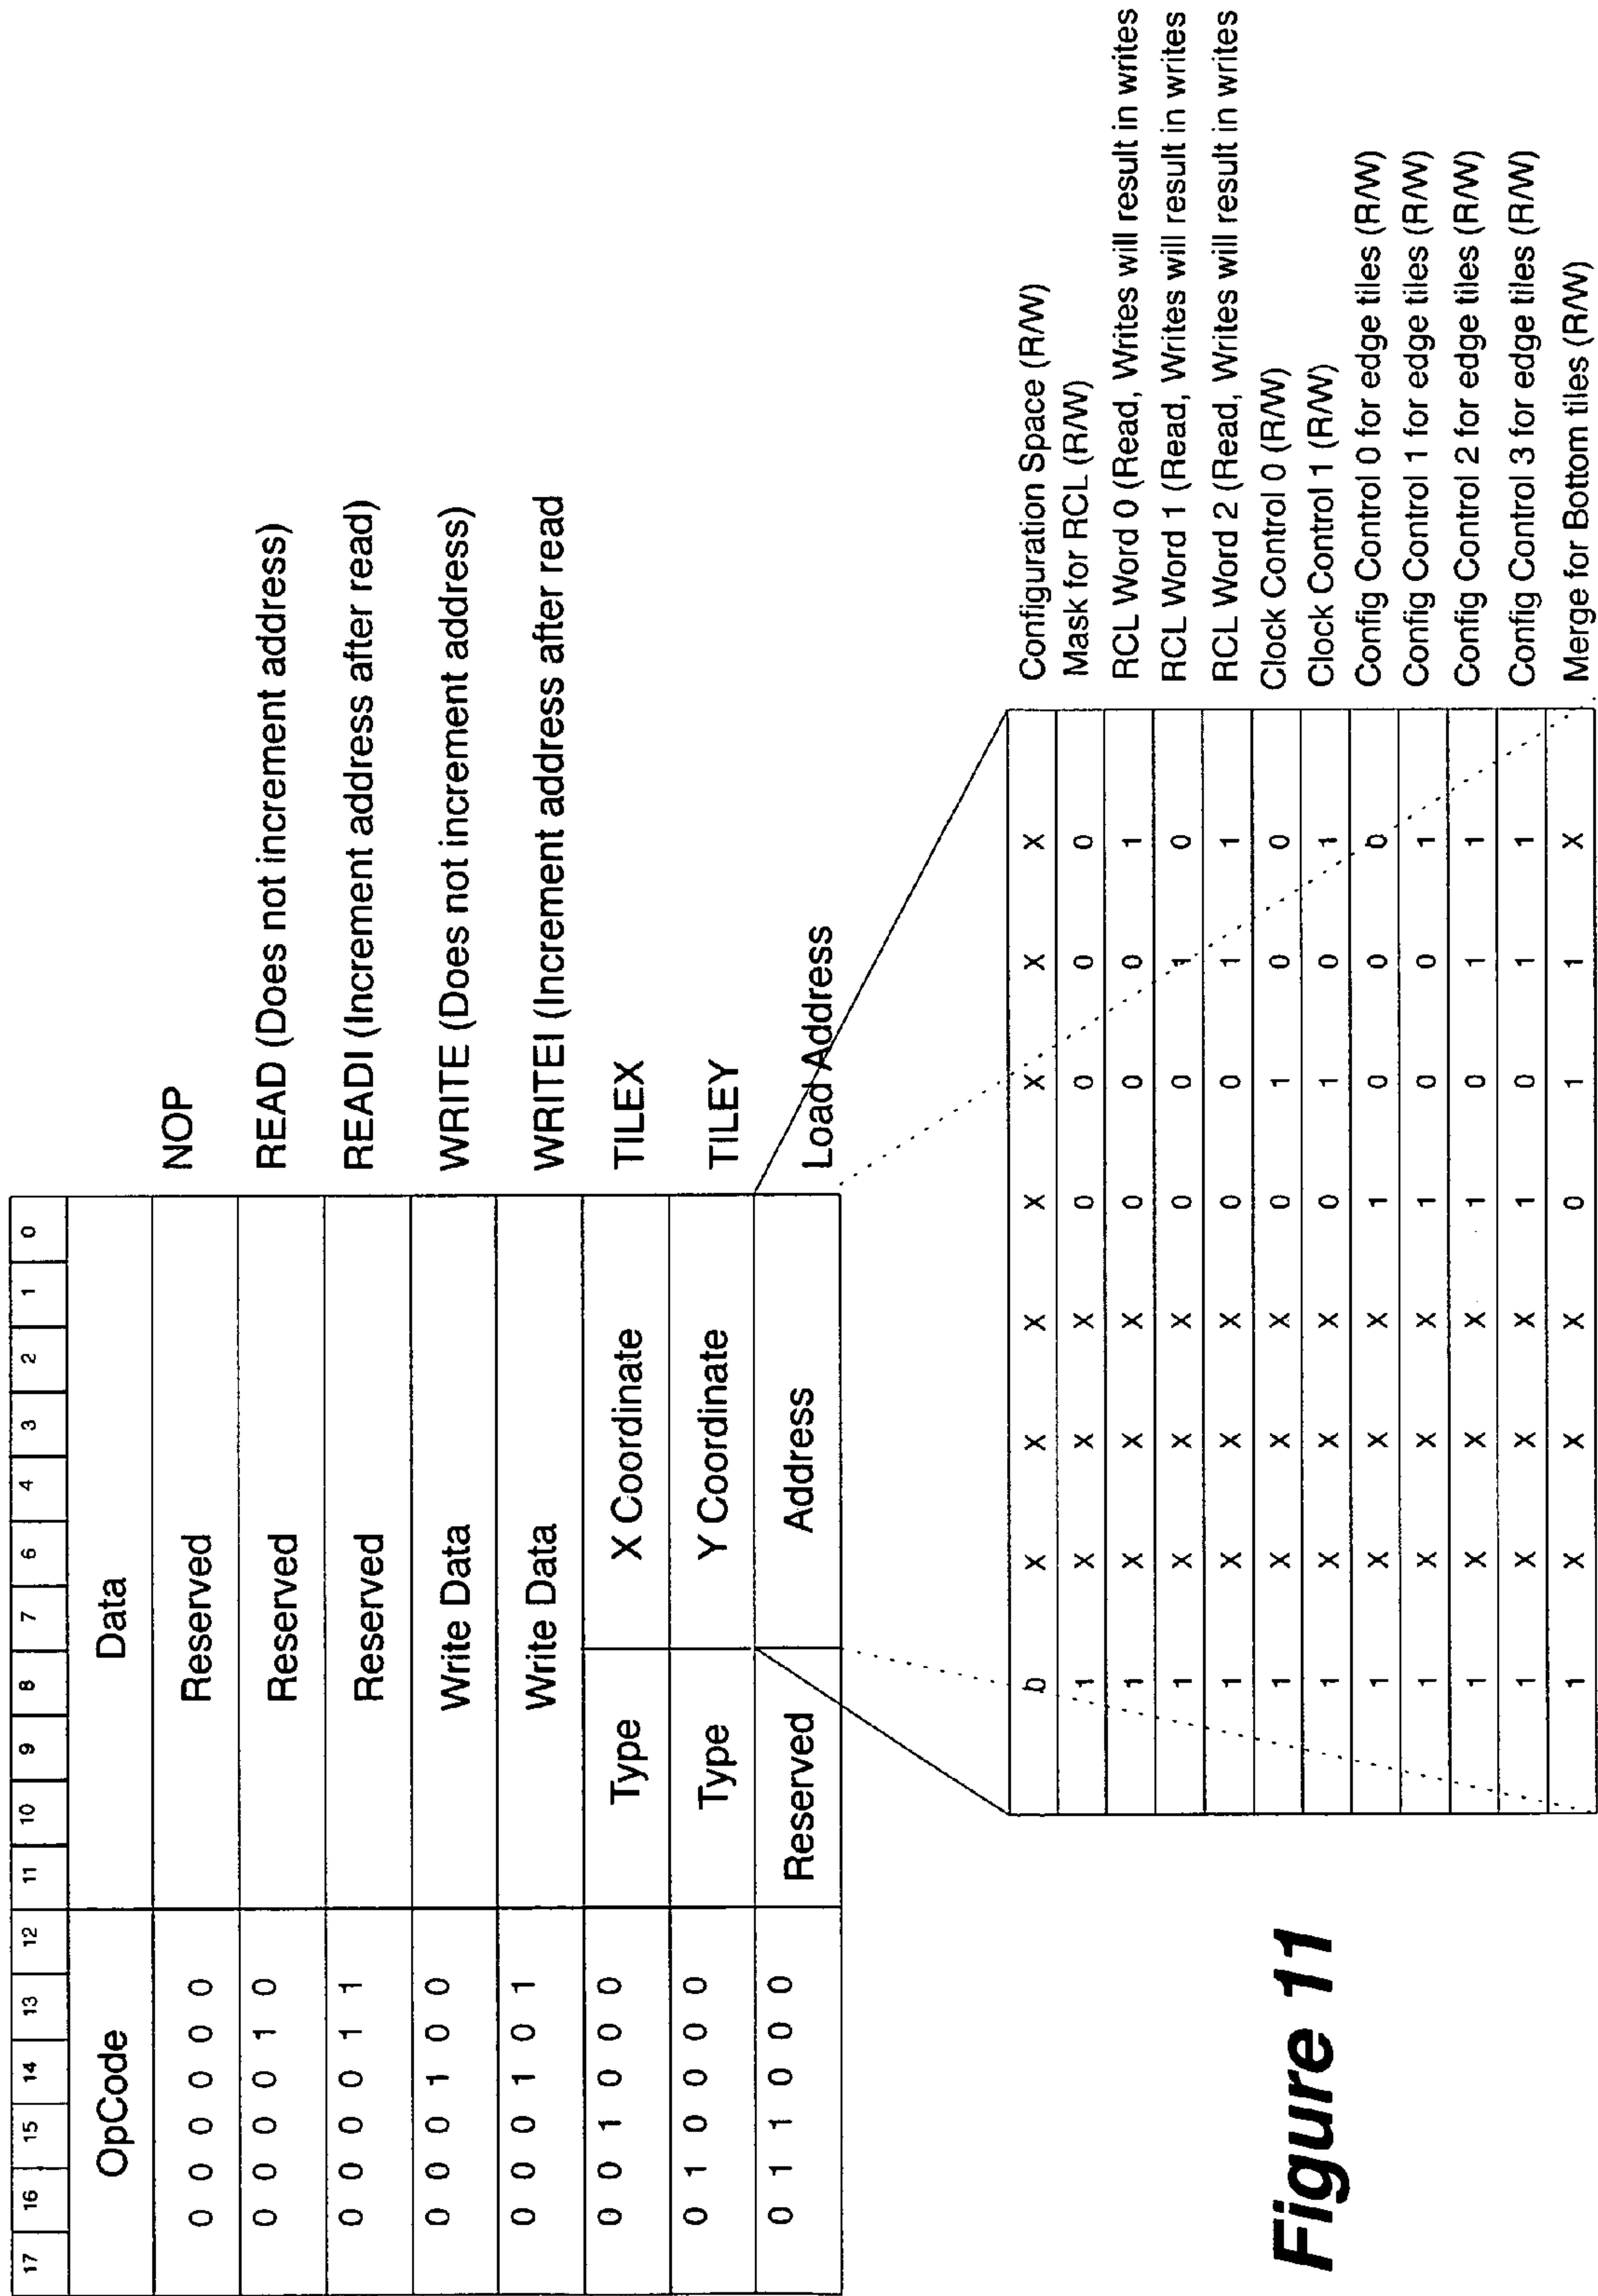 17 16 15 14 13 12 11 10 9 8 7 6 4 3 2 1 0
OpCode Data
0 0 0 0 0 0 Reserved NOP
0 0 0 0 1 0 Reserved READ (Does not increment address)
0 0 0 0 1 1 Reserved READI (Increment address after read)
0 0 0 1 0 0 Write Data WRITE (Does not increment address)
0 0 0 1 0 1 Write Data WRITEI (Increment address after read
0 0 1 0 0 0 Type X Coordinate TILEX
0 1 0 0 0 0 Type Y Coordinate TILEY
0 1 1 0 0 0 Reserved Address Load Address
0 X X X X X X X Configuration Space (R/W)
1 X X X 0 0 0 0 Mask for RCL (R/W)
1 X X X 0 0 0 1 RCL Word 0 (Read, Writes will result in writes
1 X X X 0 0 1 0 RCL Word 1 (Read, Writes will result in writes
1 X X X 0 0 1 1 RCL Word 2 (Read, Writes will result in writes
1 X X X 0 1 0 0 Clock Control 0 (R/W)
1 X X X 0 1 0 1 Clock Control 1 (R/W)
1 X X X 1 0 0 0 Config Control 0 for edge tiles (R/W)
1 X X X 1 0 0 1 Config Control 1 for edge tiles (R/W)
1 X X X 1 0 1 1 Config Control 2 for edge tiles (R/W)
1 X X X 1 0 1 1 Config Control 3 for edge tiles (R/W)
1 X X X 0 1 1 X Merge for Bottom tiles (R/W)
Figure 11